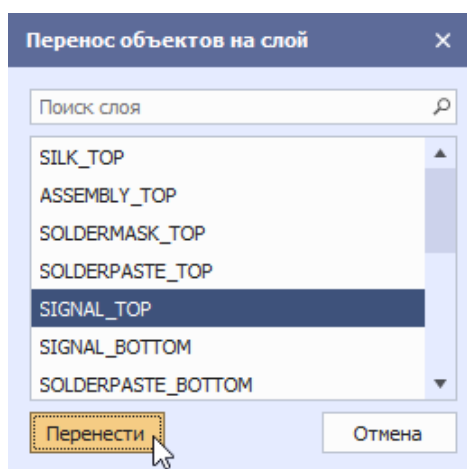 Перенос объектов на слой
Поиск слоя
SILK_TOP
ASSEMBLY_TOP
SOLDERMASK_TOP
SOLDERPASTE_TOP
SIGNAL_TOP
SIGNAL_BOTTOM
SOLDERPASTE_BOTTOM
Перенести Отмена